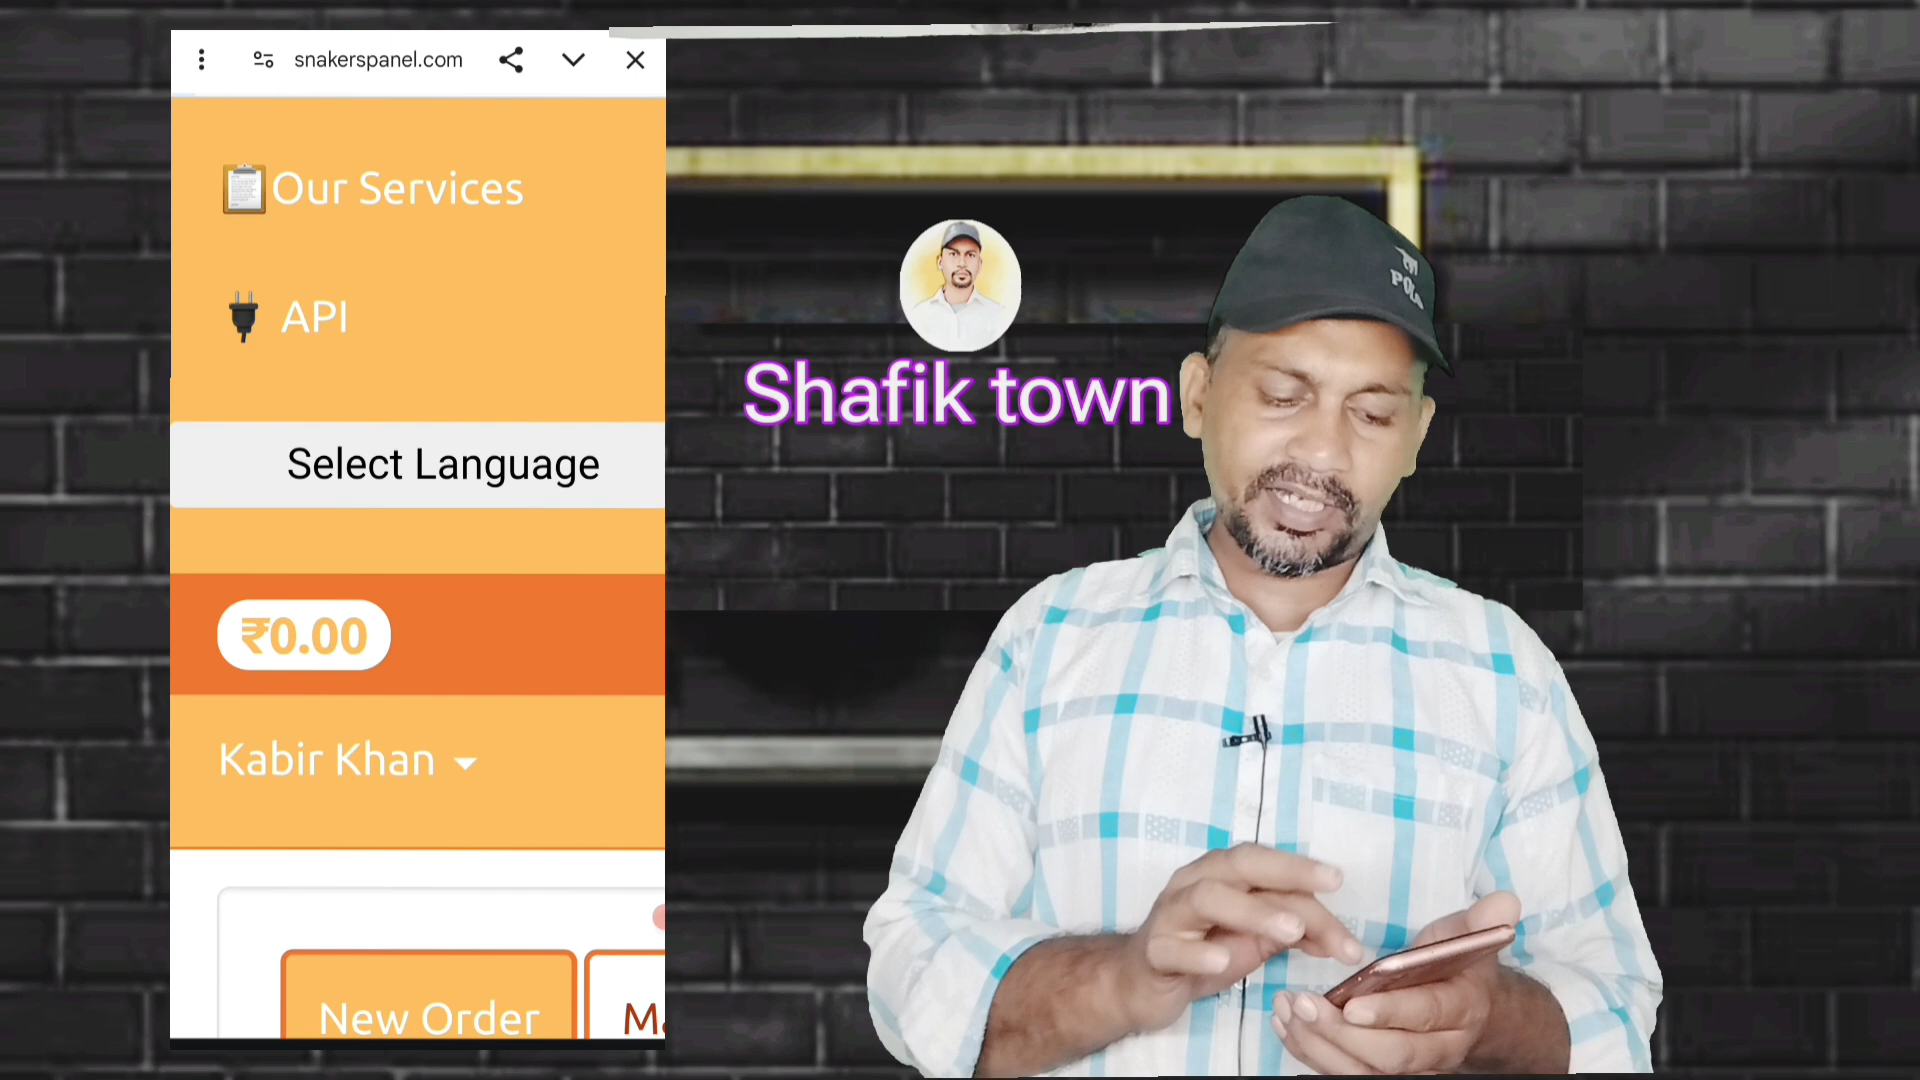 snakerspanel.com
Our Services
API
Select Language
₹0.00
Kabir Khan
New Order
Shafik town